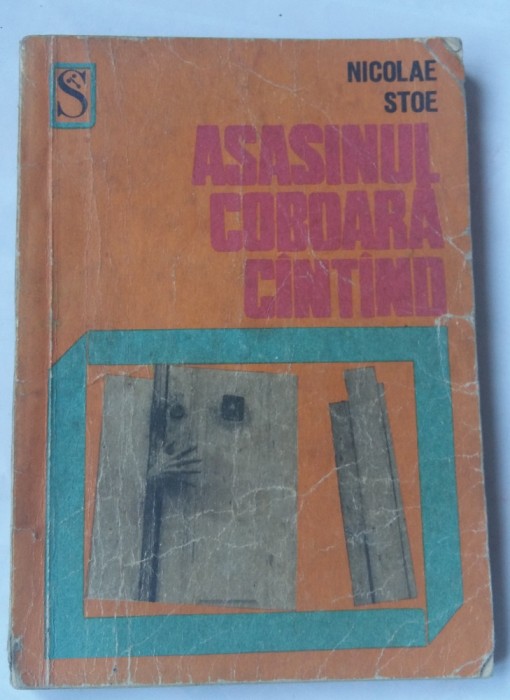 S
NICOLAE
STOE
ASASINUL
COBOARĂ
CÎNTÎND